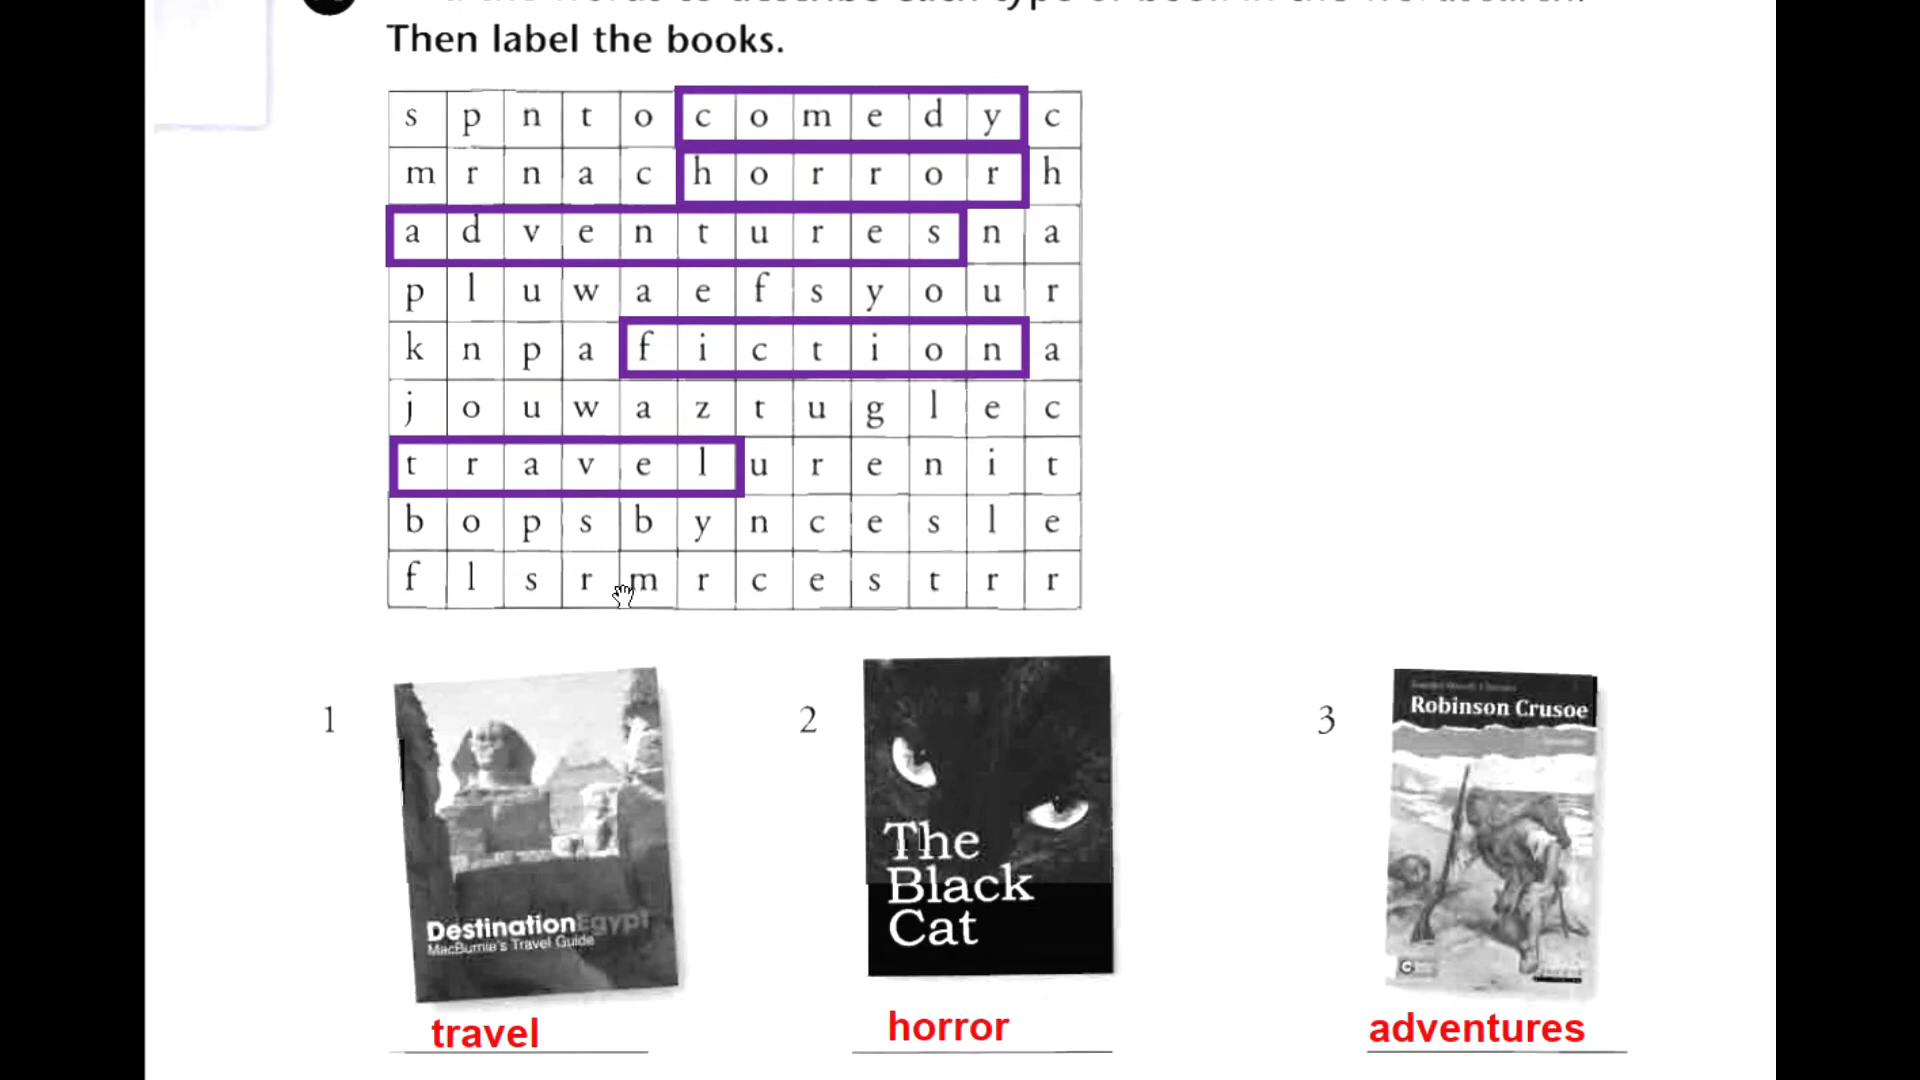 Then label the books.
s p n t o c o m e d y c
m r n a c h o r r o r h
a d v e n t u r e s n a
p l u w a e f s y o u r
k n p a f i c t i o n a
j o u w a z t u g l e c
t r a v e l u r e n i t
b o p s b y n c e s l e
f l s r m r c e s t r r
1
2
3
Robinson Crusoe
The
Black
Cat
DestinationEgypt
MacBurnie's Travel Guide
travel
horror
adventures